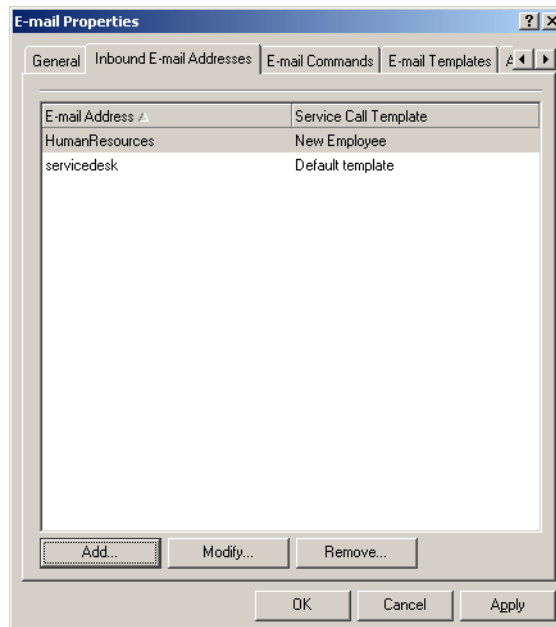 E-mail Properties
General Inbound E-mail Addresses E-mail Commands E-mail Templates
E-mail Address Service Call Template
HumanResources New Employee
servicedesk Default template
Add... Modify... Remove...
OK Cancel Apply